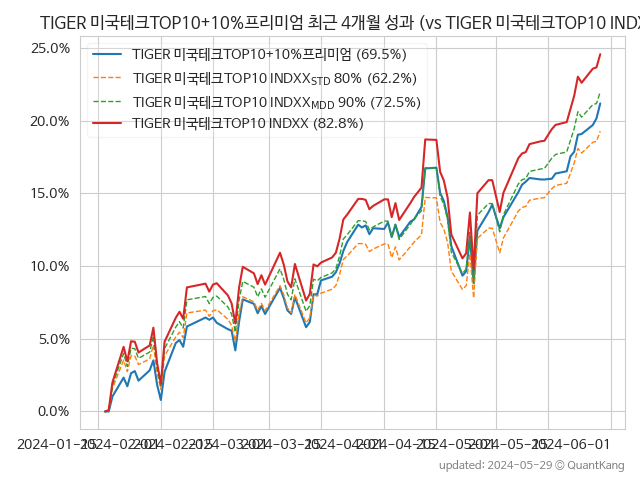 TIGER 미국테크TOP10+10%프리미엄 최근 4개월 성과 (vs TIGER 미국테크TOP10 INDX
TIGER 미국테크TOP10+10%프리미엄 (69.5%)
TIGER 미국테크TOP10 INDXX_STD 80% (62.2%)
TIGER 미국테크TOP10 INDXX_MDD 90% (72.5%)
TIGER 미국테크TOP10 INDXX (82.8%)
25.0%
20.0%
15.0%
10.0%
5.0%
0.0%
2024-01-15 2024-02-01 2024-02-15 2024-03-01 2024-03-15 2024-04-01 2024-04-15 2024-05-01 2024-05-15 2024-06-01
updated: 2024-05-29 © QuantKang